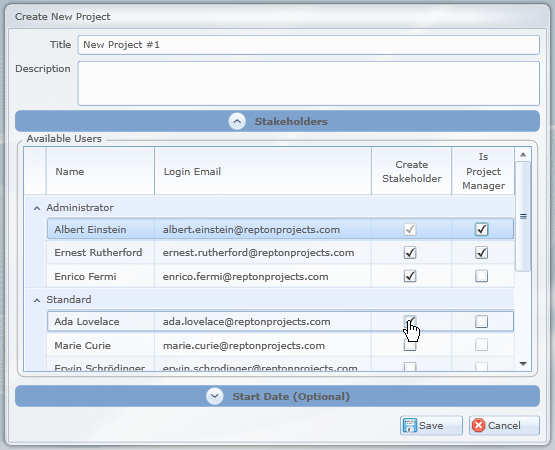 Create New Project
Title New Project #1
Description
Stakeholders
Available Users
Name Login Email Create Stakeholder Is Project Manager
Administrator
Albert Einstein albert.einstein@reptonprojects.com
Ernest Rutherford ernest.rutherford@reptonprojects.com
Enrico Fermi enrico.fermi@reptonprojects.com
Standard
Ada Lovelace ada.lovelace@reptonprojects.com
Marie Curie marie.curie@reptonprojects.com
Erwin Schrödinger erwin.schrodinger@reptonprojects.com
Start Date (Optional)
Save Cancel